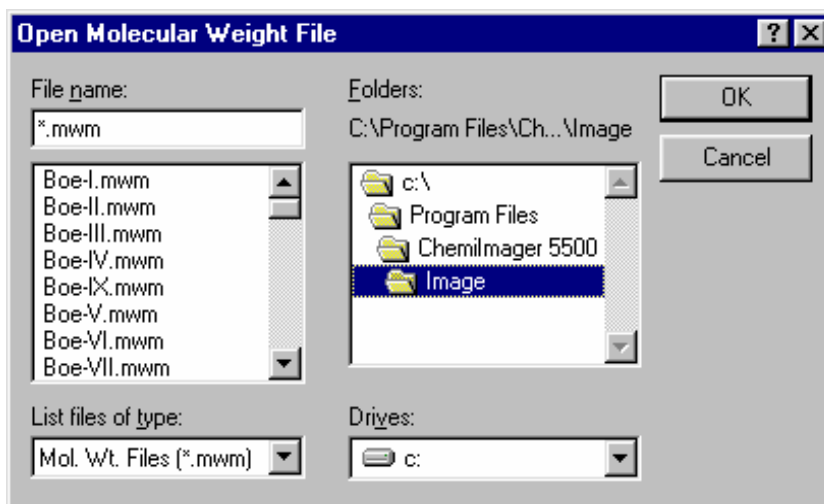 Open Molecular Weight File
File name:
*.mwm
Boe-I.mwm
Boe-II.mwm
Boe-III.mwm
Boe-IV.mwm
Boe-IX.mwm
Boe-V.mwm
Boe-VI.mwm
Boe-VII.mwm
List files of type:
Mol. Wt. Files (*.mwm)
Folders:
C:\Program Files\Ch...\Image
c:\
Program Files
ChemiImager 5500
Image
Drives:
c:
OK
Cancel